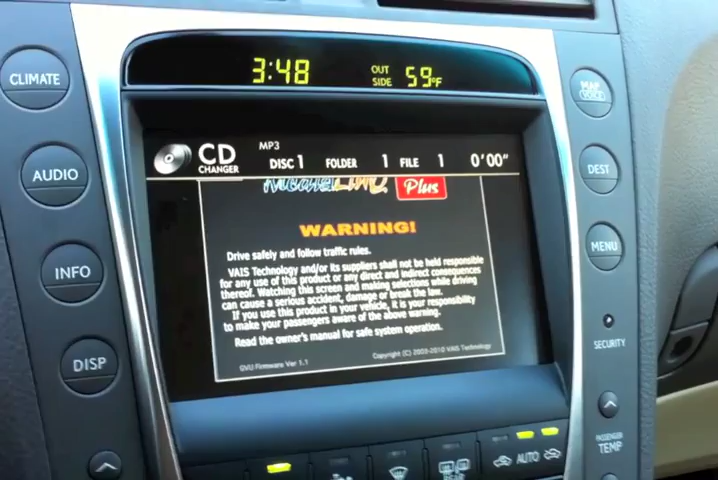 3:48 OUT SIDE 59°F
CLIMATE
AUDIO
INFO
DISP
MAP VOICE
DEST
MENU
SECURITY
PASSENGER TEMP
CD CHANGER
MP3
DISC 1 FOLDER 1 FILE 1 0'00"
MediaLinQ Plus
WARNING!
Drive safely and follow traffic rules.
VAIS Technology and/or its suppliers shall not be held responsible
for any use of this product or any direct and indirect consequences
thereof. Watching this screen and making selections while driving
can cause a serious accident, damage or break the law.
If you use this product in your vehicle, it is your responsibility
to make your passengers aware of the above warning.
Read the owner's manual for safe system operation.
GVU Firmware Ver 1.1 Copyright (C) 2003-2010 VAIS Technology
AUTO